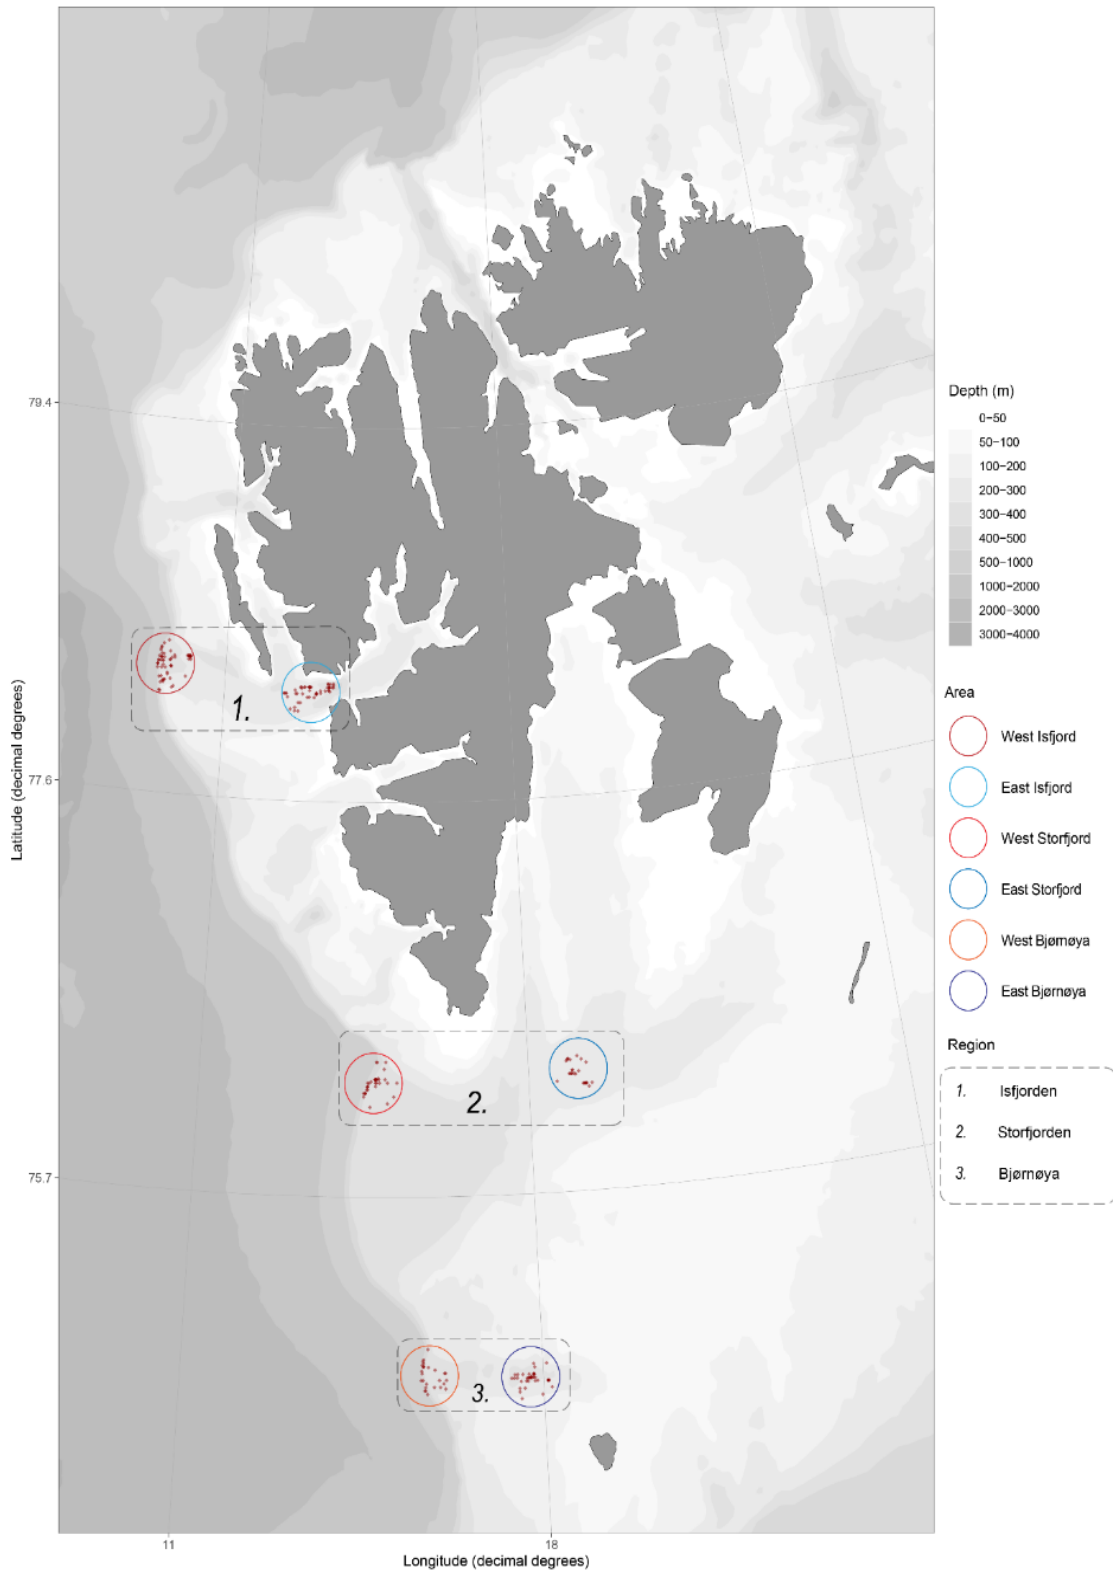 79.4
77.6
75.7
Latitude (decimal degrees)
11
18
Longitude (decimal degrees)
1.
2.
3.
Depth (m)
0−50
50−100
100−200
200−300
300−400
400−500
500−1000
1000−2000
2000−3000
3000−4000
Area
West Isfjord
East Isfjord
West Storfjord
East Storfjord
West Bjørnøya
East Bjørnøya
Region
1. Isfjorden
2. Storfjorden
3. Bjørnøya